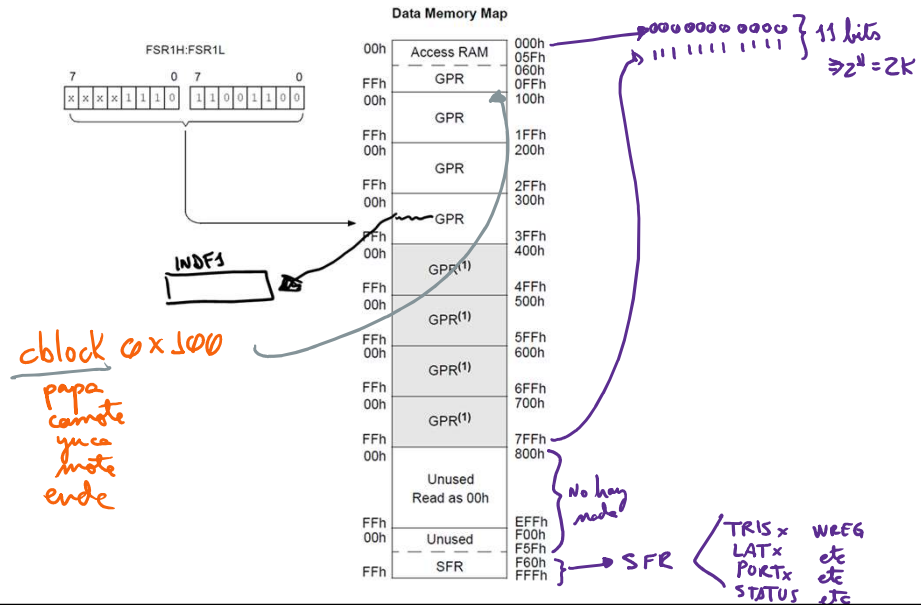 Data Memory Map
FSR1H:FSR1L
7 0 7 0
x x x x 1 1 1 0 1 1 0 0 1 1 0 0
00h Access RAM 000h
05Fh
060h
FFh GPR 0FFh
00h 100h
GPR
FFh 1FFh
00h 200h
GPR
FFh 2FFh
00h 300h
GPR
FFh 3FFh
00h 400h
GPR(1)
FFh 4FFh
00h 500h
GPR(1)
FFh 5FFh
00h 600h
GPR(1)
FFh 6FFh
00h 700h
GPR(1)
FFh 7FFh
00h 800h
Unused
Read as 00h
FFh EFFh
00h F00h
Unused
F5Fh
F60h
SFR
FFh FFFh
11 bits
⇒2^11 = 2K
INDF1
cblock 0x100
papa
camote
yuca
mote
endc
No hay
nada
SFR
TRISx WREG
LATx etc
PORTx etc
STATUS etc